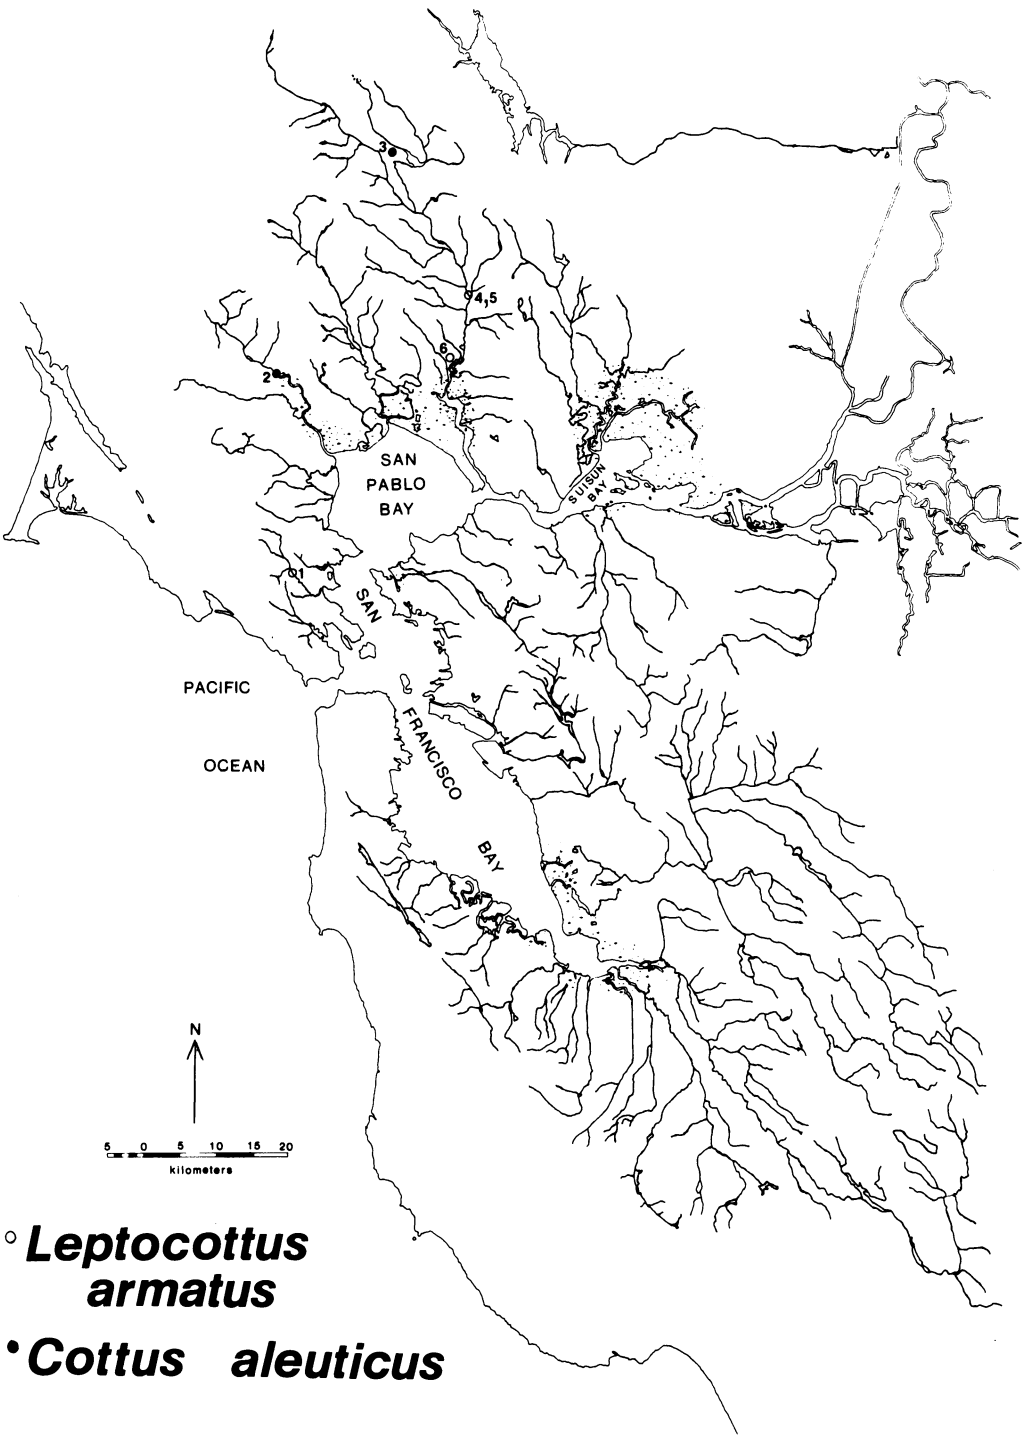 3
4,5
6
2
SAN
PABLO
BAY
SUISUN
BAY
1
SAN
FRANCISCO
BAY
PACIFIC
OCEAN
N
5 0 5 10 15 20
kilometers
Leptocottus
armatus
Cottus aleuticus